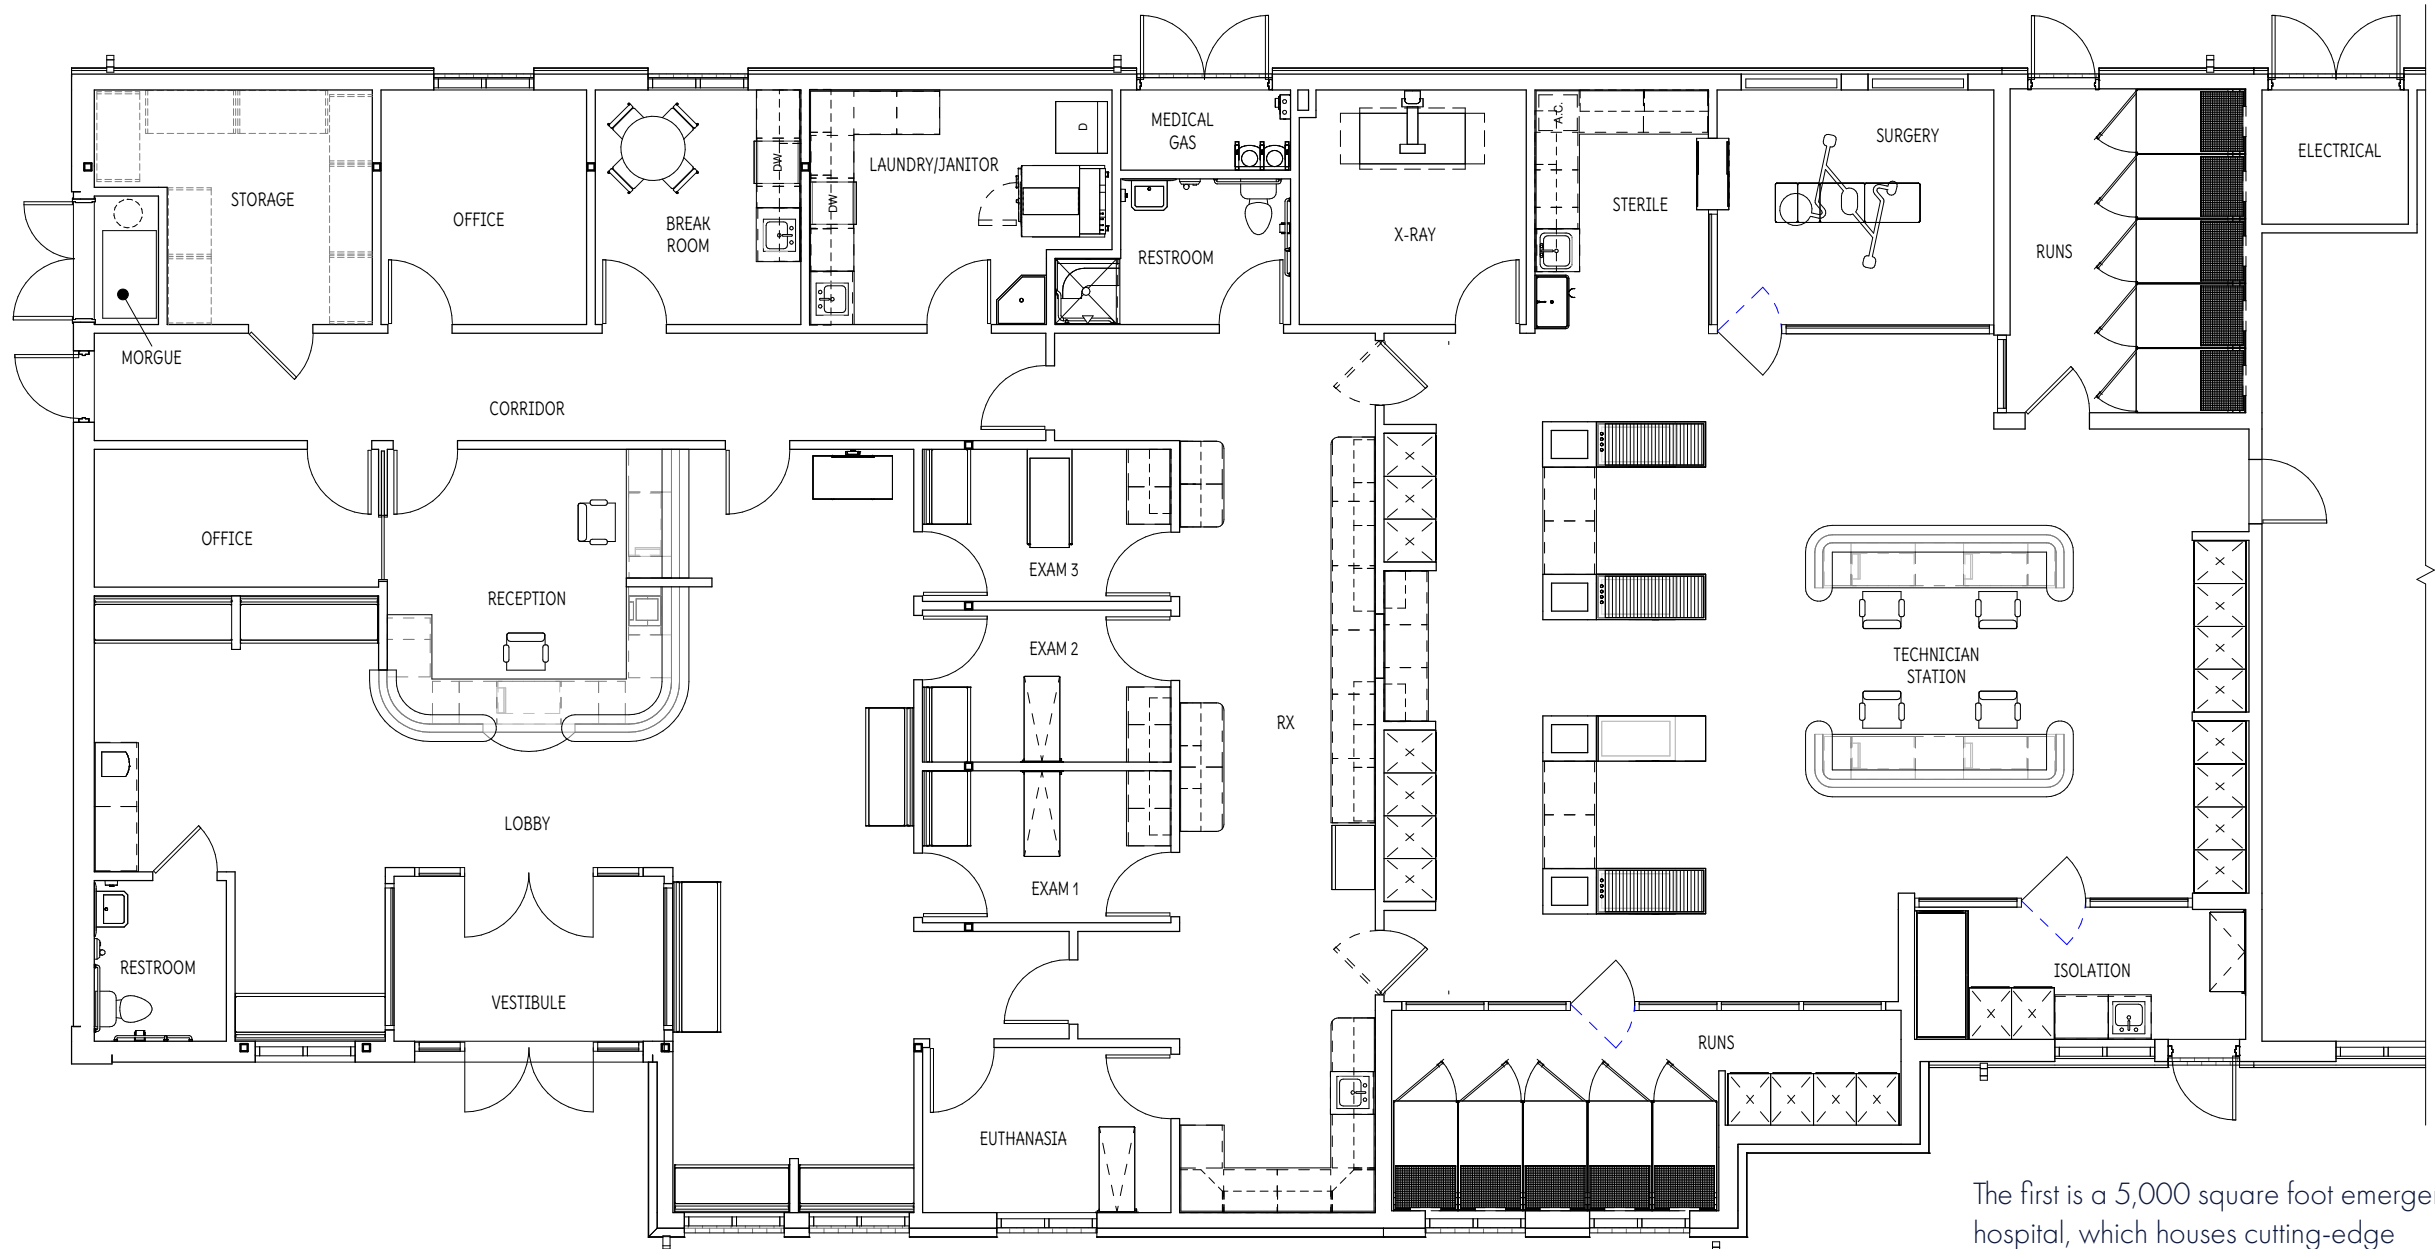 MEDICAL
GAS
SURGERY
ELECTRICAL
A.C.
D
DW
DW
LAUNDRY/JANITOR
STORAGE
OFFICE
BREAK
ROOM
STERILE
X-RAY
RESTROOM
RUNS
MORGUE
CORRIDOR
OFFICE
EXAM 3
RECEPTION
EXAM 2
TECHNICIAN
STATION
RX
LOBBY
EXAM 1
RESTROOM
VESTIBULE
ISOLATION
RUNS
EUTHANASIA
The first is a 5,000 square foot emerge
hospital, which houses cutting-edge